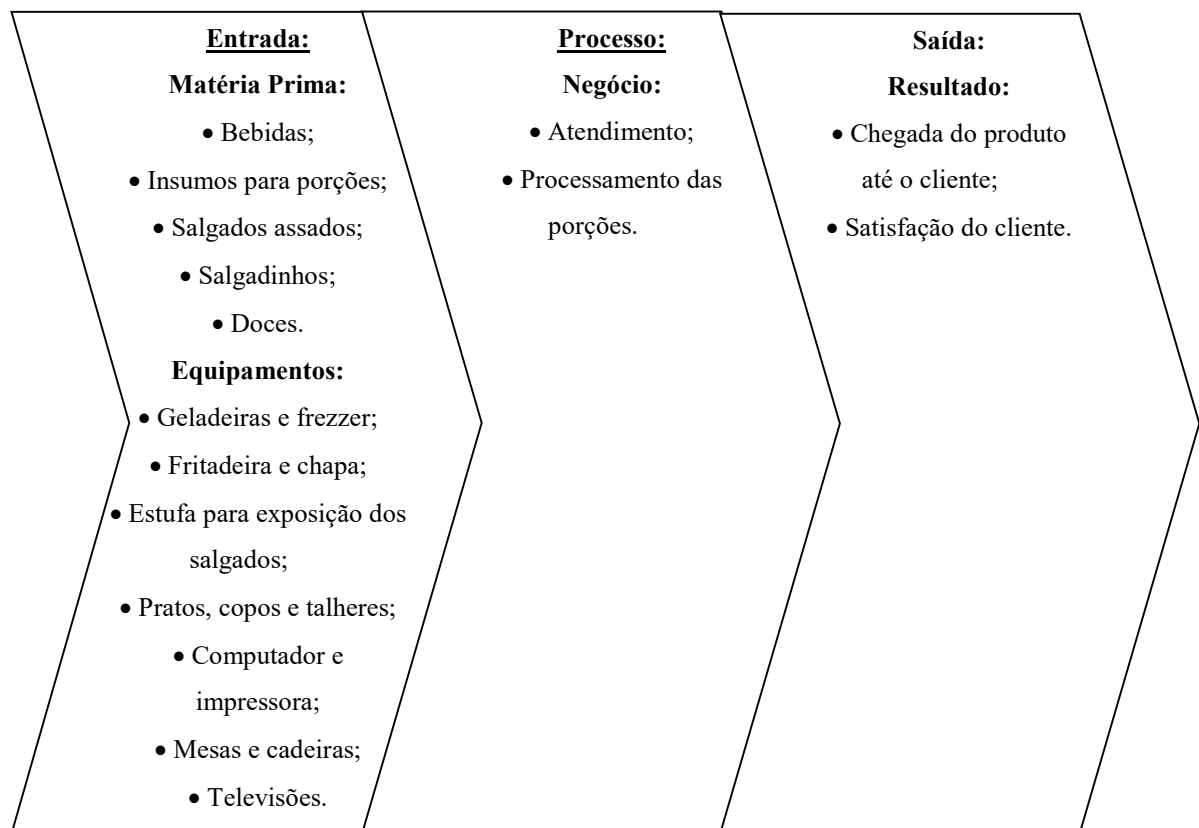 Entrada:
Matéria Prima:
• Bebidas;
• Insumos para porções;
• Salgados assados;
• Salgadinhos;
• Doces.
Equipamentos:
• Geladeiras e frezzer;
• Fritadeira e chapa;
• Estufa para exposição dos
salgados;
• Pratos, copos e talheres;
• Computador e
impressora;
• Mesas e cadeiras;
• Televisões.
Processo:
Negócio:
• Atendimento;
• Processamento das
porções.
Saída:
Resultado:
• Chegada do produto
até o cliente;
• Satisfação do cliente.